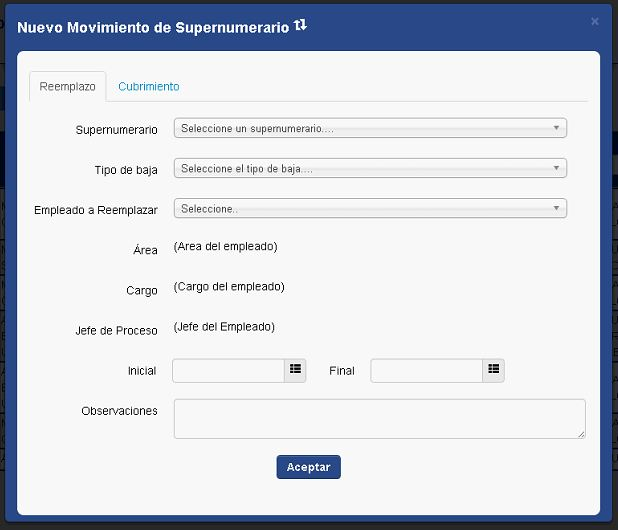 Nuevo Movimiento de Supernumerario
×
Reemplazo Cubrimiento
Supernumerario Seleccione un supernumerario....
Tipo de baja Seleccione el tipo de baja....
Empleado a Reemplazar Seleccione..
Área (Area del empleado)
Cargo (Cargo del empleado)
Jefe de Proceso (Jefe del Empleado)
Inicial Final
Observaciones
Aceptar